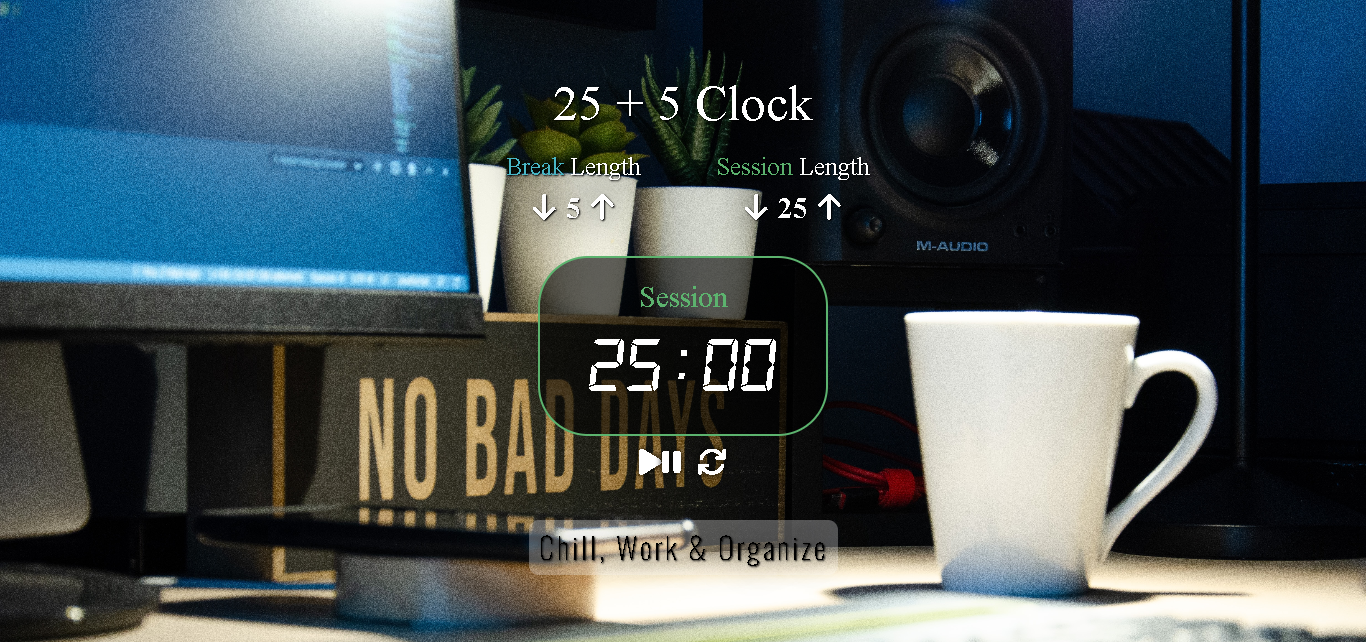 25 + 5 Clock
Break Length
Session Length
5
25
M-AUDIO
Session
25:00
NO BAD DAYS
Chill, Work & Organize